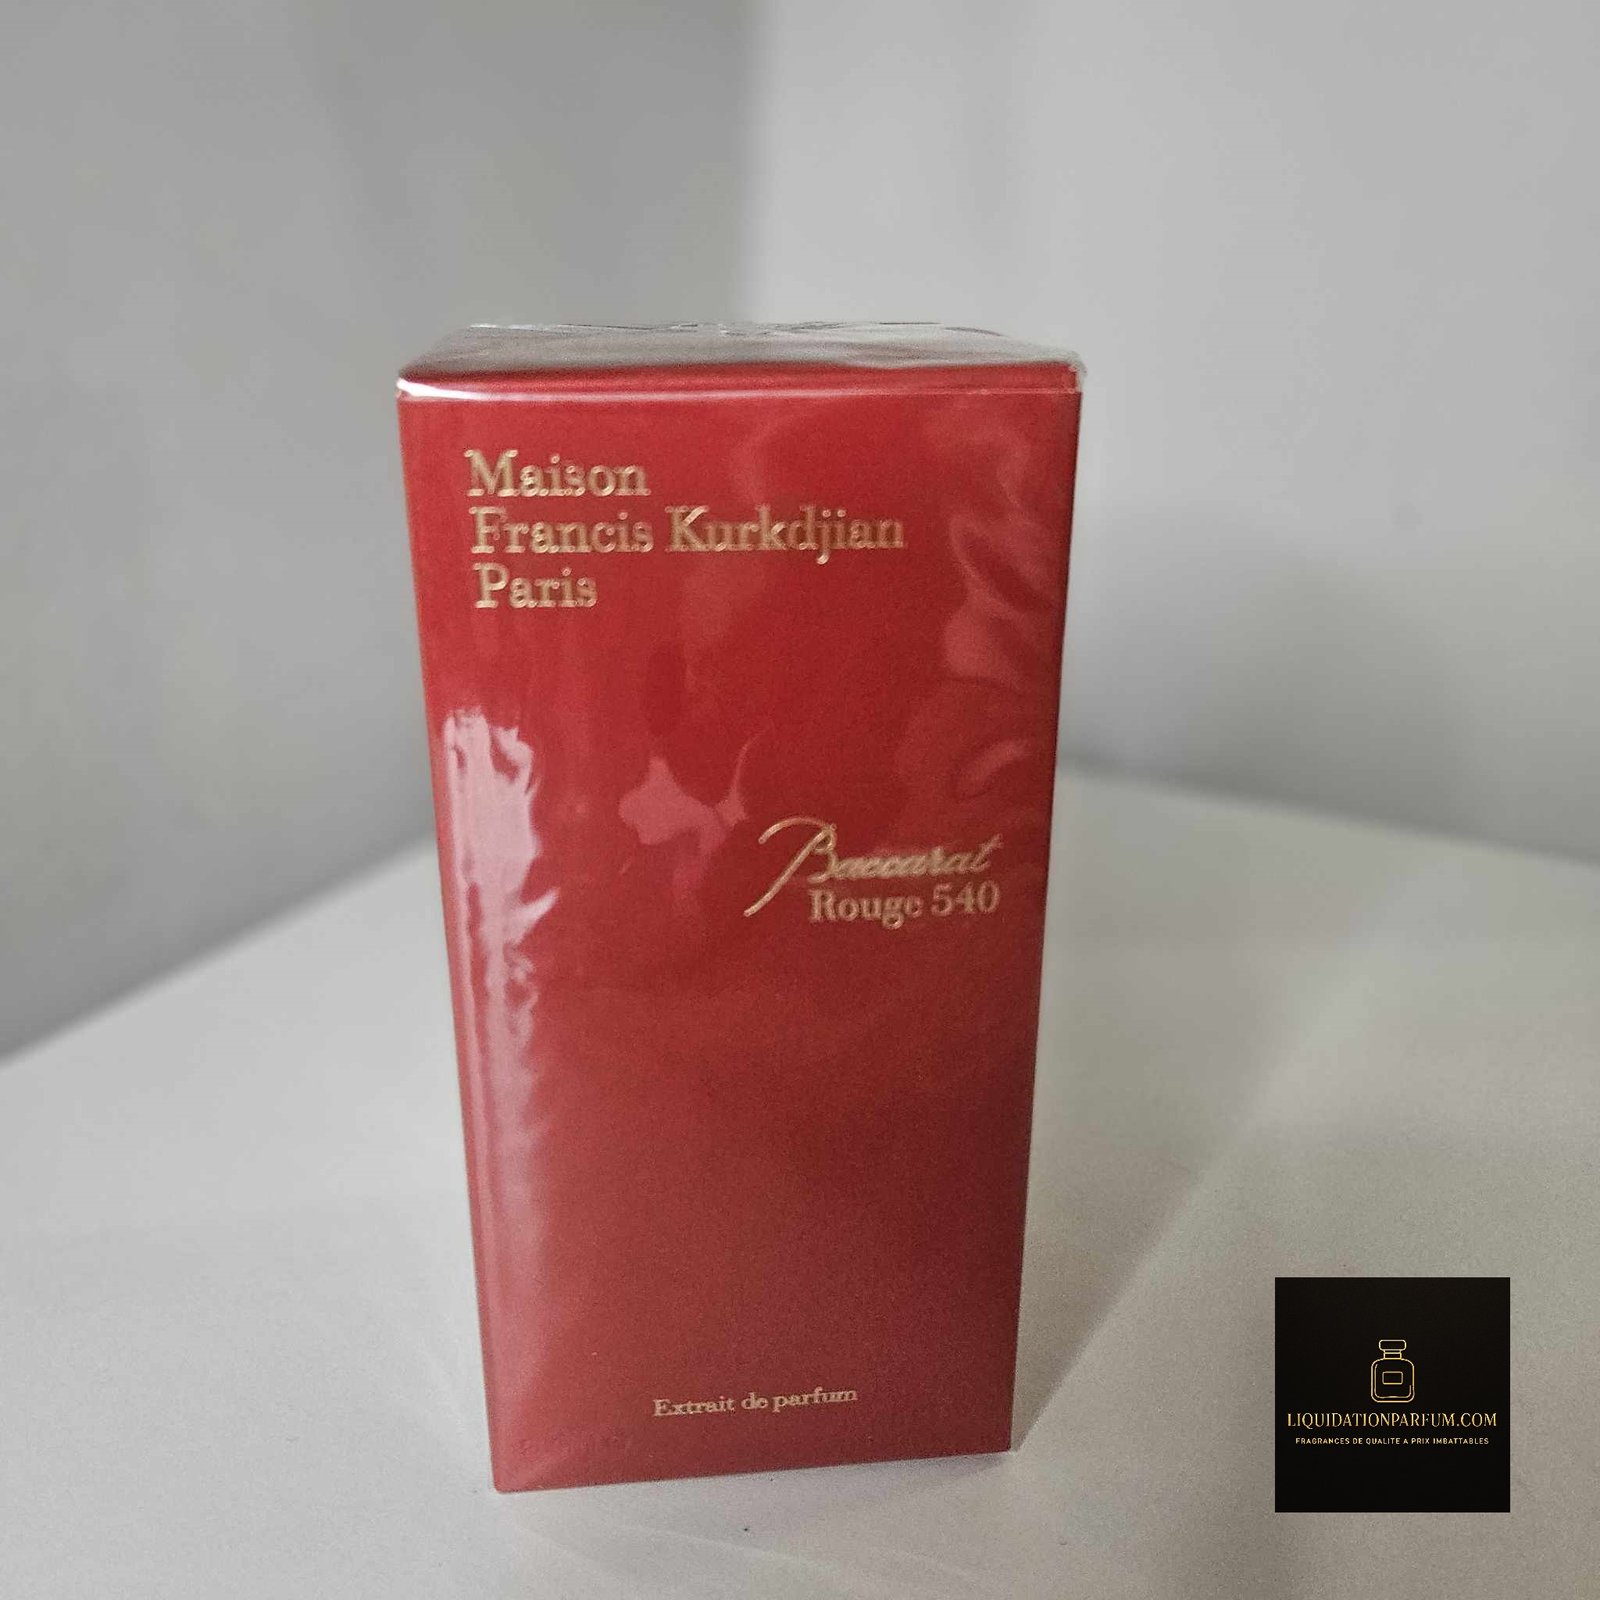 Maison
Francis Kurkdjian
Paris
Baccarat
Rouge 540
Extrait de parfum
LIQUIDATIONPARFUM.COM
FRAGRANCES DE QUALITE A PRIX IMBATTABLES